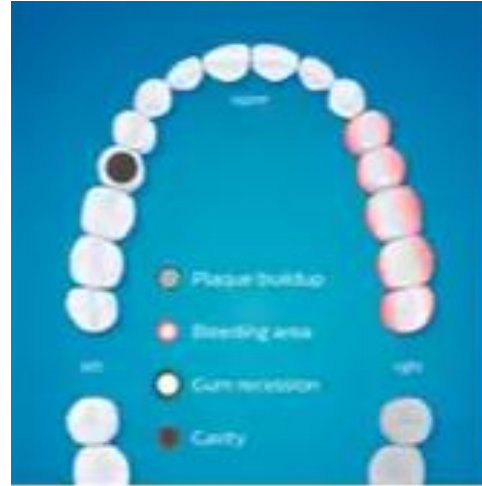 upper
Plaque buildup
Bleeding area
left
right
Gum recession
Cavity